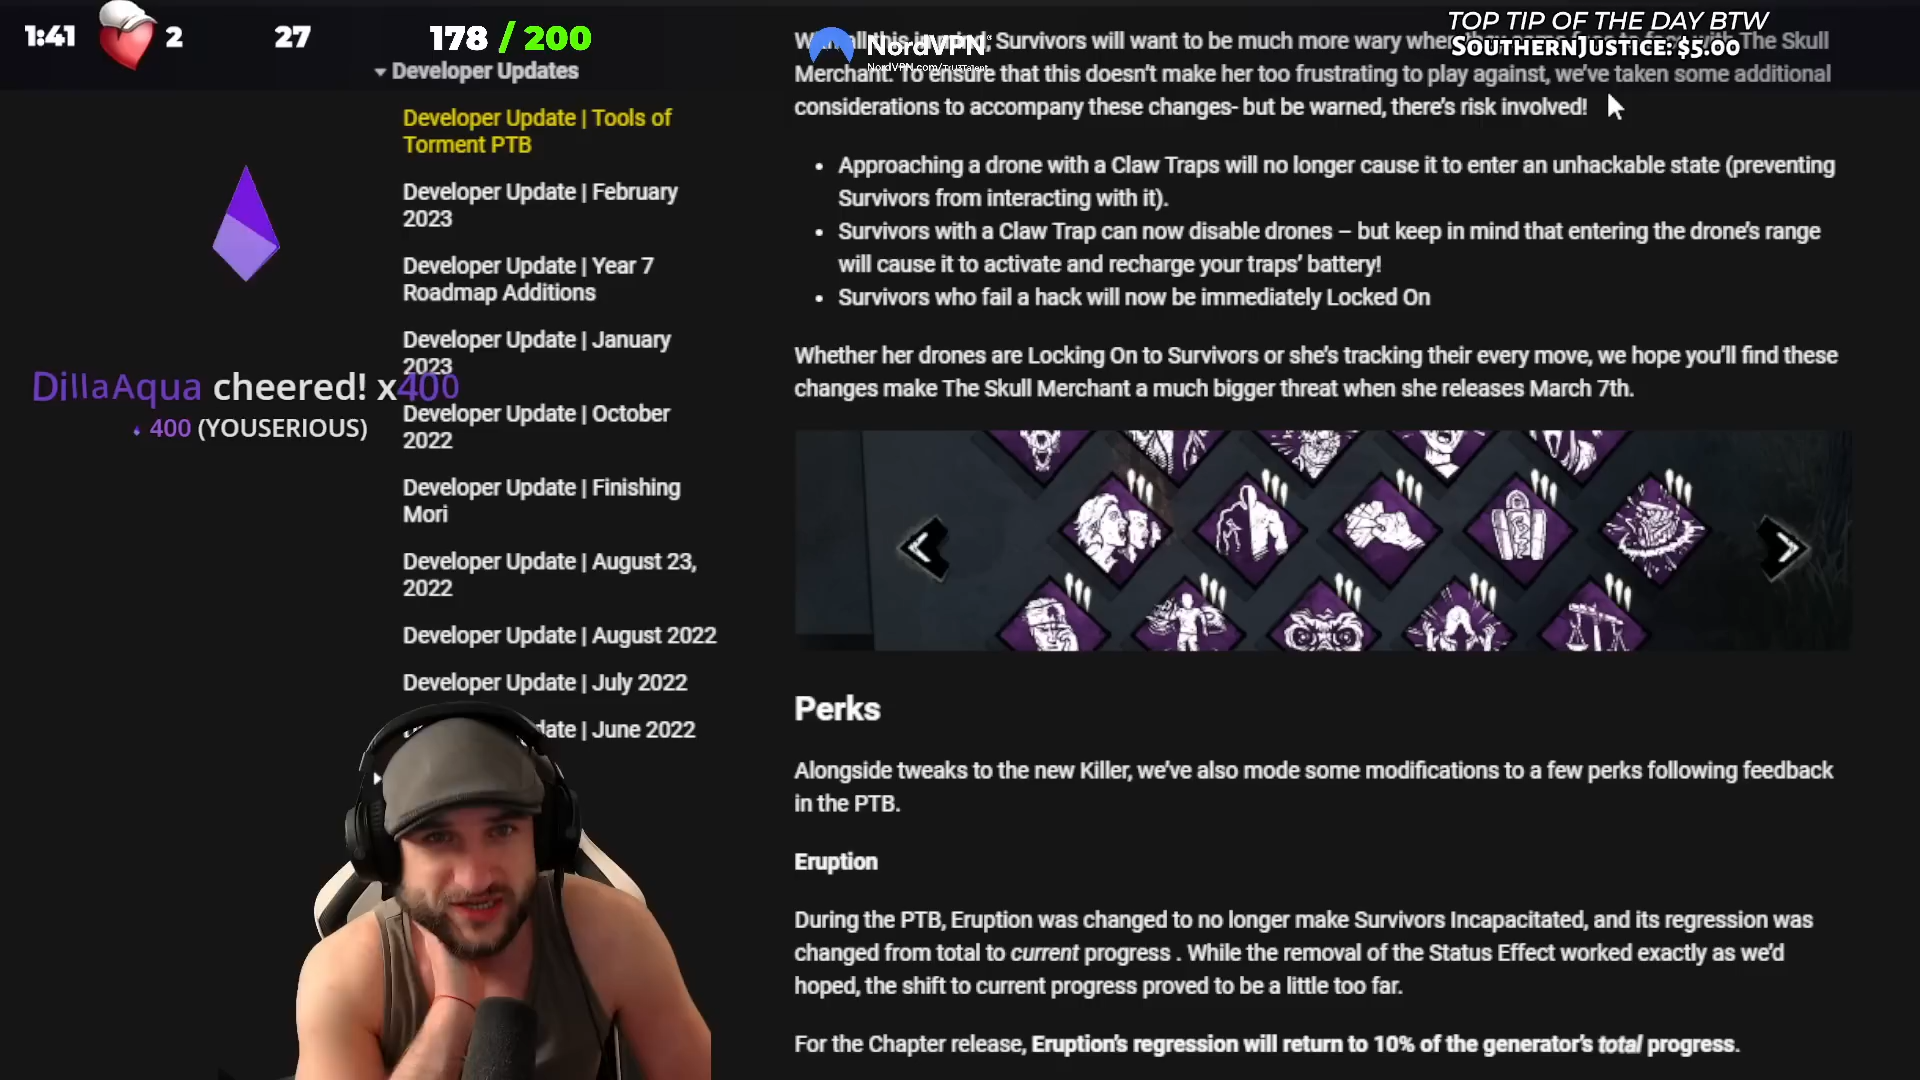 1:41
2
27
178 / 200
NordVPN
NordVPN.com/Tru3Talent
TOP TIP OF THE DAY BTW
SOUTHERNJUSTICE: $5.00
Developer Updates
Developer Update | Tools of
Torment PTB
Developer Update | February
2023
Developer Update | Year 7
Roadmap Additions
Developer Update | January
2023
Developer Update | October
2022
Developer Update | Finishing
Mori
Developer Update | August 23,
2022
Developer Update | August 2022
Developer Update | July 2022
date | June 2022
DillaAqua cheered! x400
400 (YOUSERIOUS)
all this Survivors will want to be much more wary The Skull
Merchant. To ensure that this doesn't make her too frustrating to play against, we've taken some additional
considerations to accompany these changes- but be warned, there's risk involved!
• Approaching a drone with a Claw Traps will no longer cause it to enter an unhackable state (preventing
Survivors from interacting with it).
• Survivors with a Claw Trap can now disable drones – but keep in mind that entering the drone's range
will cause it to activate and recharge your traps' battery!
• Survivors who fail a hack will now be immediately Locked On
Whether her drones are Locking On to Survivors or she's tracking their every move, we hope you'll find these
changes make The Skull Merchant a much bigger threat when she releases March 7th.
Perks
Alongside tweaks to the new Killer, we've also mode some modifications to a few perks following feedback
in the PTB.
Eruption
During the PTB, Eruption was changed to no longer make Survivors Incapacitated, and its regression was
changed from total to current progress . While the removal of the Status Effect worked exactly as we'd
hoped, the shift to current progress proved to be a little too far.
For the Chapter release, Eruption's regression will return to 10% of the generator's total progress.